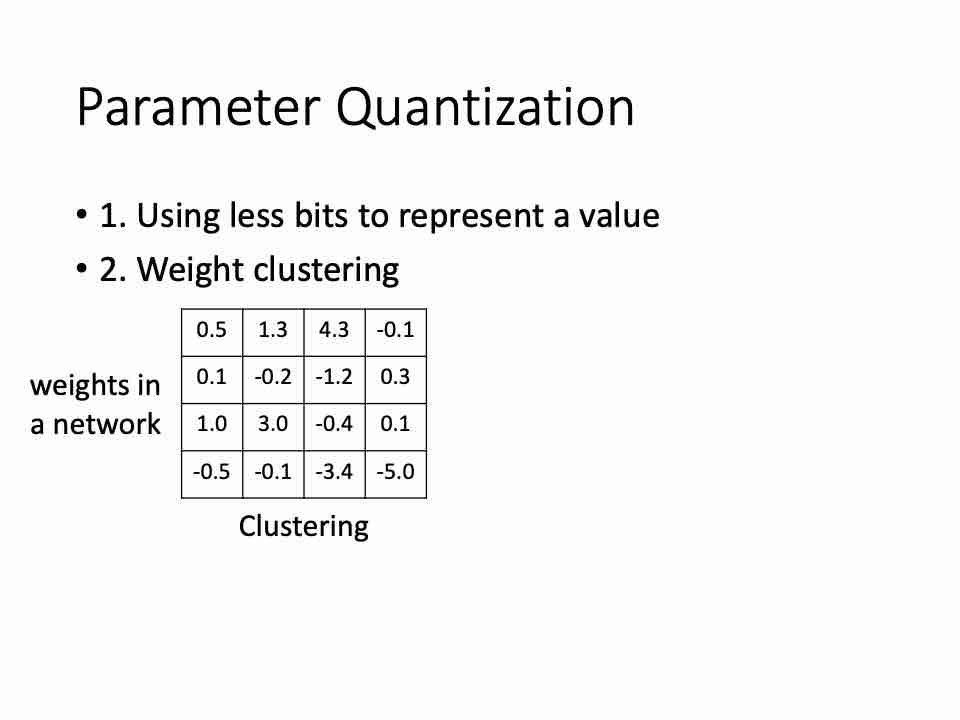 Parameter Quantization
• 1. Using less bits to represent a value
• 2. Weight clustering
weights in
a network
0.5 1.3 4.3 -0.1
0.1 -0.2 -1.2 0.3
1.0 3.0 -0.4 0.1
-0.5 -0.1 -3.4 -5.0
Clustering